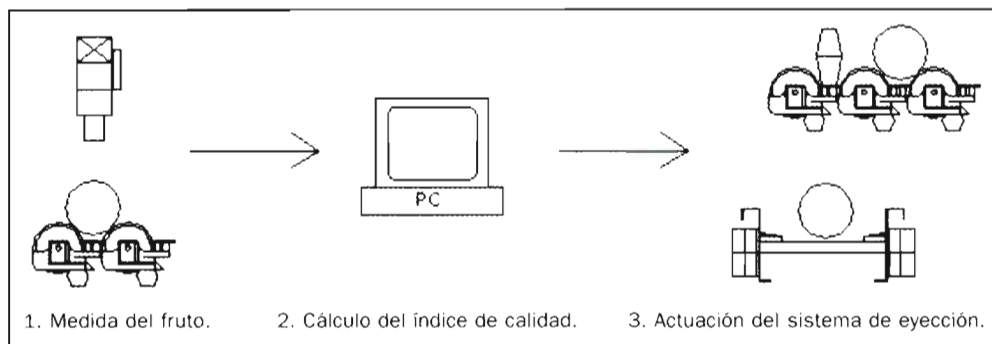 PC
1. Medida del fruto.
2. Cálculo del índice de calidad.
3. Actuación del sistema de eyección.